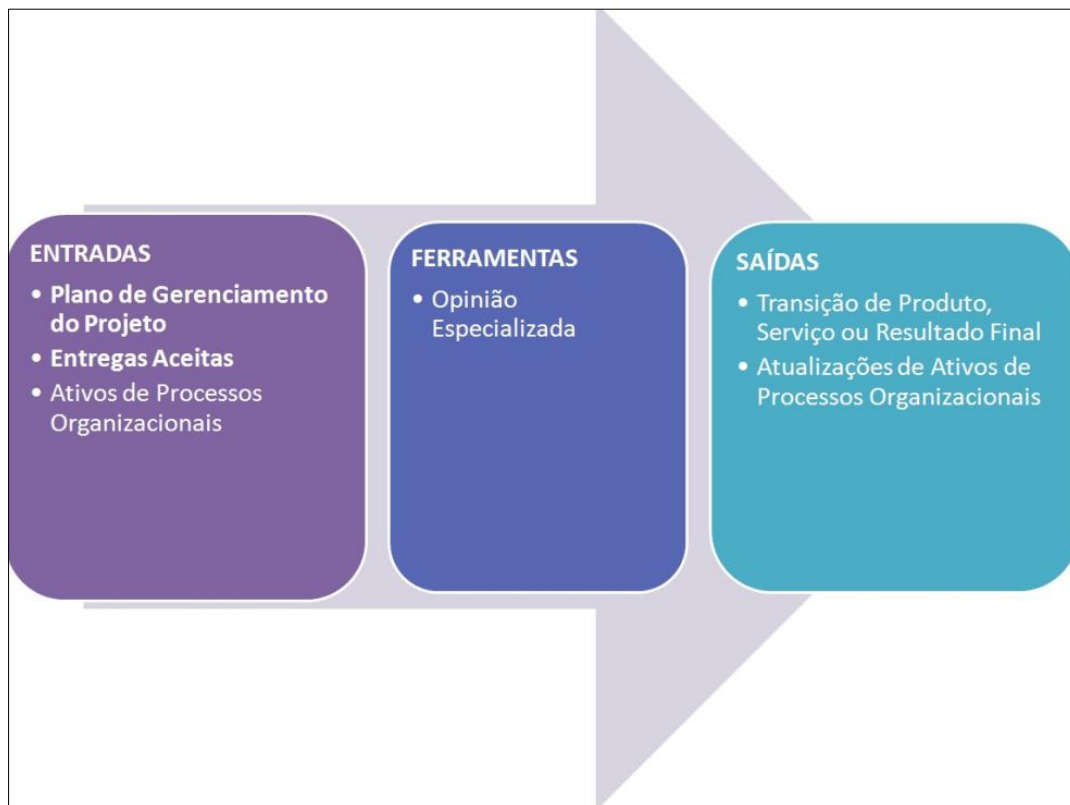 ENTRADAS
• Plano de Gerenciamento
do Projeto
• Entregas Aceitas
• Ativos de Processos
Organizacionais
FERRAMENTAS
• Opinião
Especializada
SAÍDAS
• Transição de Produto,
Serviço ou Resultado Final
• Atualizações de Ativos de
Processos Organizacionais